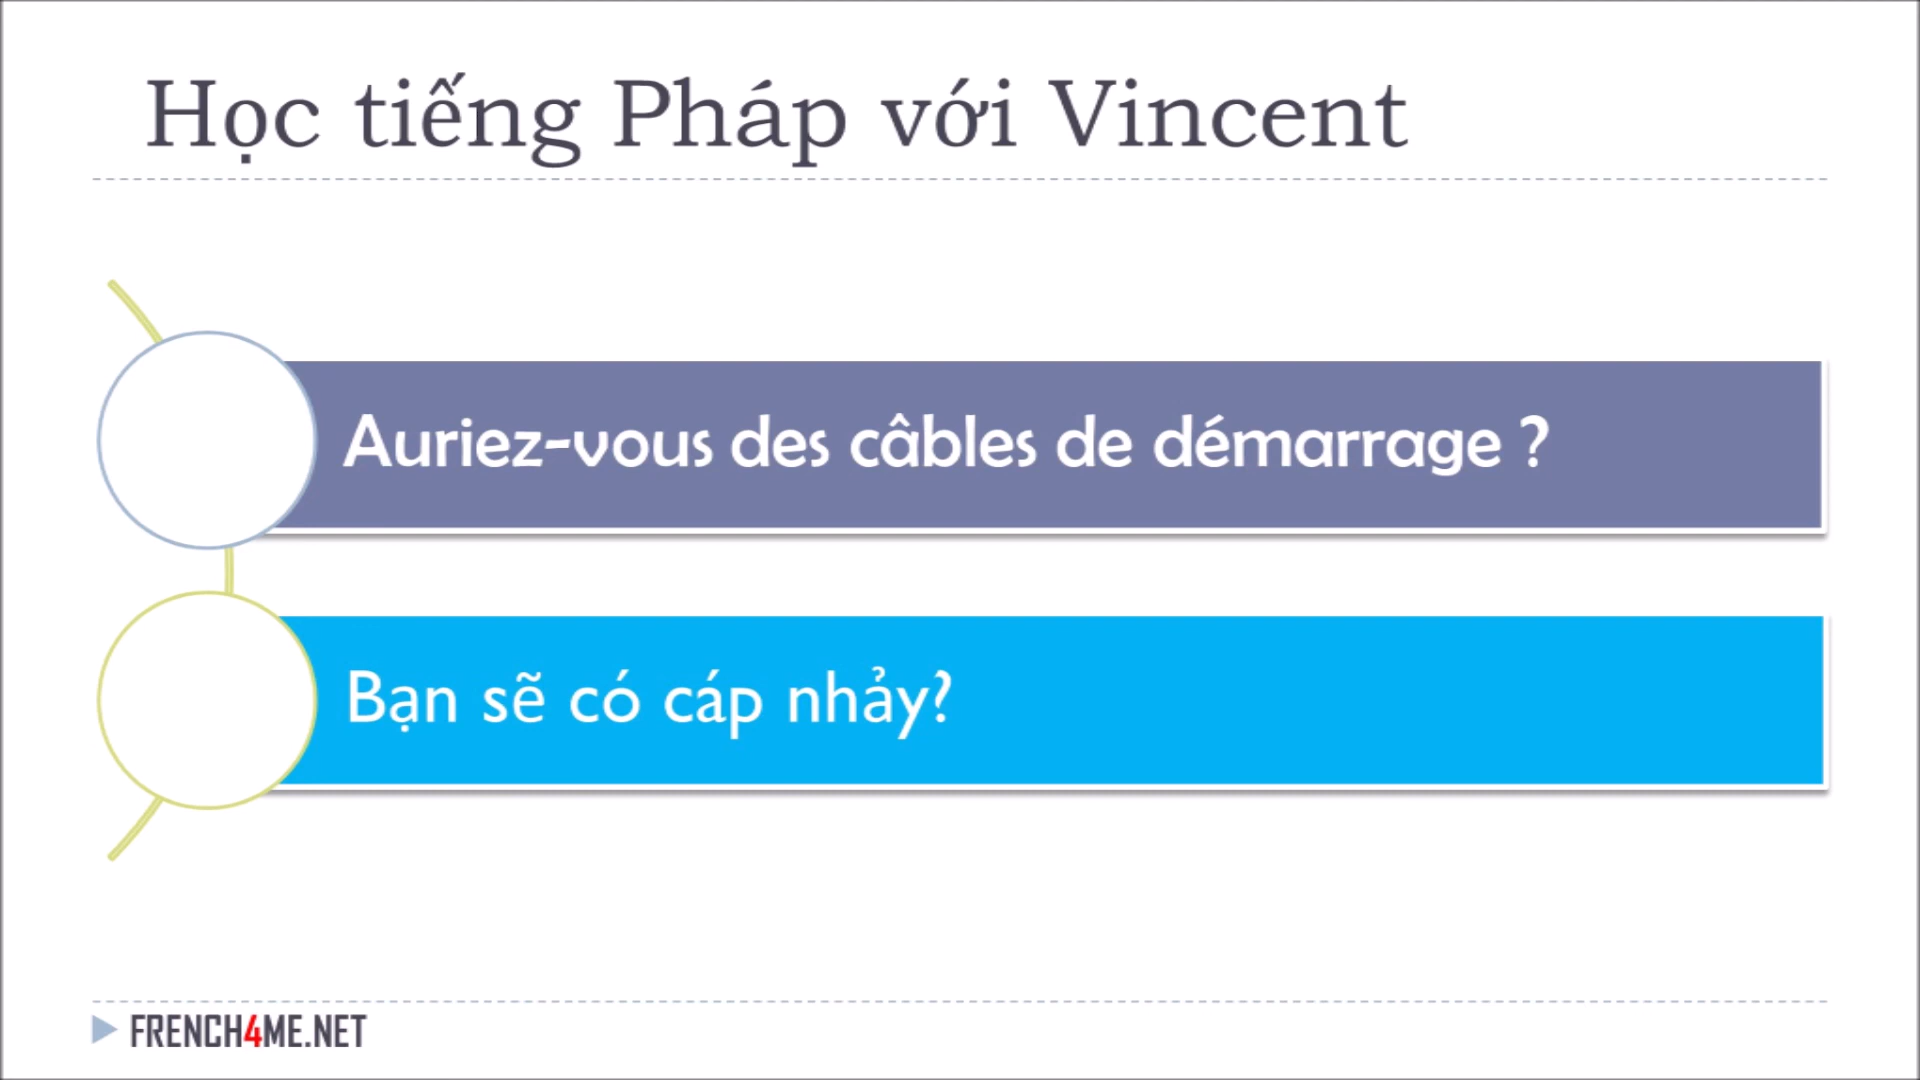 Học tiếng Pháp với Vincent
Auriez-vous des câbles de démarrage ?
Bạn sẽ có cáp nhảy?
FRENCH4ME.NET